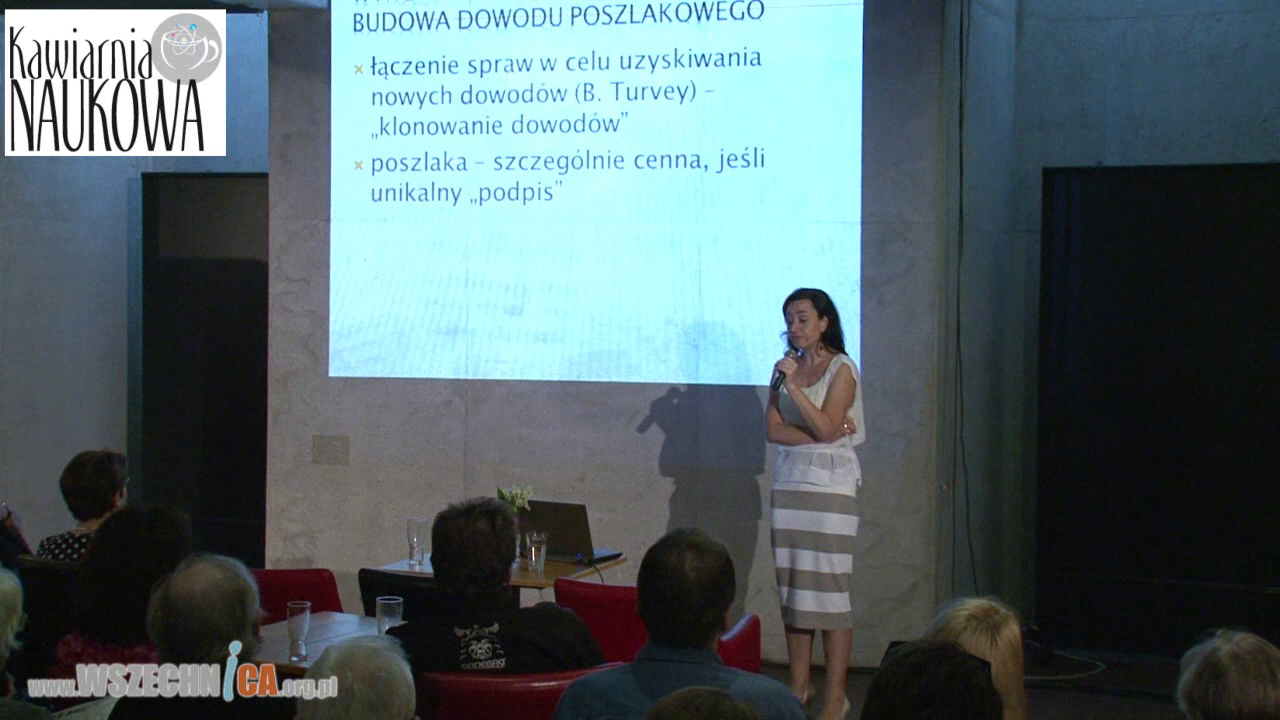 Kawiarnia
NAUKOWA
BUDOWA DOWODU POSZLAKOWEGO
× łączenie spraw w celu uzyskiwania
nowych dowodów (B. Turvey) –
„klonowanie dowodów”
× poszlaka – szczególnie cenna, jeśli
unikalny „podpis”
www.WSZECHNiCA.org.pl